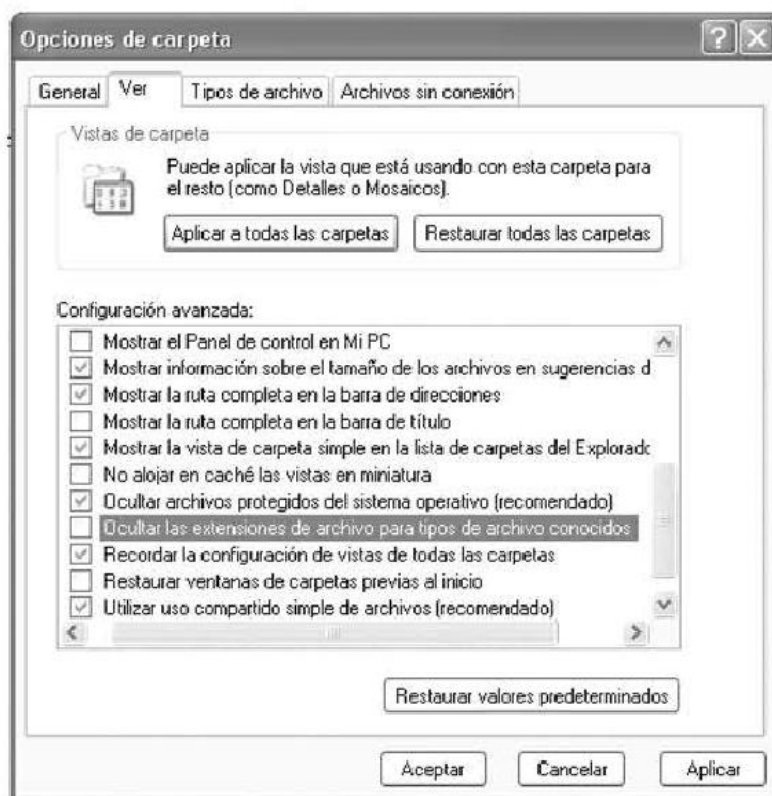 Opciones de carpeta
General Ver Tipos de archivo Archivos sin conexión
Vistas de carpeta
Puede aplicar la vista que está usando con esta carpeta para
el resto (como Detalles o Mosaicos).
Aplicar a todas las carpetas Restaurar todas las carpetas
Configuración avanzada:
Mostrar el Panel de control en Mi PC
Mostrar información sobre el tamaño de los archivos en sugerencias d
Mostrar la ruta completa en la barra de direcciones
Mostrar la ruta completa en la barra de título
Mostrar la vista de carpeta simple en la lista de carpetas del Explorado
No alojar en caché las vistas en miniatura
Ocultar archivos protegidos del sistema operativo (recomendado)
Ocultar las extensiones de archivo para tipos de archivo conocidos
Recordar la configuración de vistas de todas las carpetas
Restaurar ventanas de carpetas previas al inicio
Utilizar uso compartido simple de archivos (recomendado)
Restaurar valores predeterminados
Aceptar Cancelar Aplicar